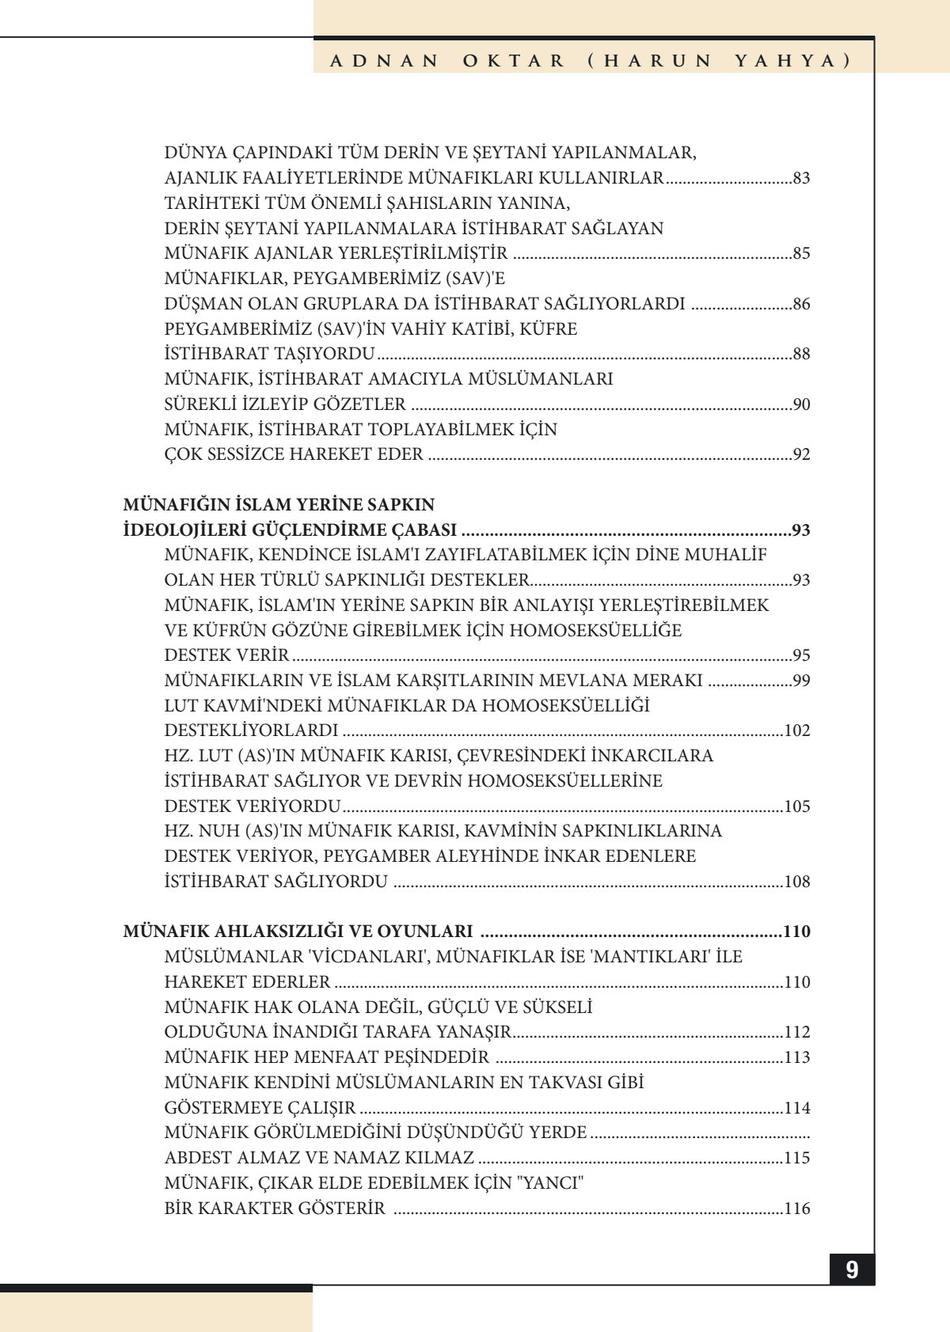 ADNAN OKTAR (HARUN YAHYA)
DÜNYA ÇAPINDAKİ TÜM DERİN VE ŞEYTANİ YAPILANMALAR,
AJANLIK FAALİYETLERİNDE MÜNAFIKLARI KULLANIRLAR..............................83
TARİHTEKİ TÜM ÖNEMLİ ŞAHISLARIN YANINA,
DERİN ŞEYTANİ YAPILANMALARA İSTİHBARAT SAĞLAYAN
MÜNAFIK AJANLAR YERLEŞTİRİLMİŞTİR ..................................................................85
MÜNAFIKLAR, PEYGAMBERİMİZ (SAV)'E
DÜŞMAN OLAN GRUPLARA DA İSTİHBARAT SAĞLIYORLARDI ........................86
PEYGAMBERİMİZ (SAV)'İN VAHİY KATİBİ, KÜFRE
İSTİHBARAT TAŞIYORDU..................................................................................................88
MÜNAFIK, İSTİHBARAT AMACIYLA MÜSLÜMANLARI
SÜREKLİ İZLEYİP GÖZETLER ..........................................................................................90
MÜNAFIK, İSTİHBARAT TOPLAYABİLMEK İÇİN
ÇOK SESSİZCE HAREKET EDER ......................................................................................92
MÜNAFIĞIN İSLAM YERİNE SAPKIN
İDEOLOJİLERİ GÜÇLENDİRME ÇABASI ..............................................................................93
MÜNAFIK, KENDİNCE İSLAM'I ZAYIFLATABİLMEK İÇİN DİNE MUHALİF
OLAN HER TÜRLÜ SAPKINLIĞI DESTEKLER..............................................................93
MÜNAFIK, İSLAM'IN YERİNE SAPKIN BİR ANLAYIŞI YERLEŞTİREBİLMEK
VE KÜFRÜN GÖZÜNE GİREBİLMEK İÇİN HOMOSEKSÜELLİĞE
DESTEK VERİR......................................................................................................................95
MÜNAFIKLARIN VE İSLAM KARŞITLARININ MEVLANA MERAKI ....................99
LUT KAVMİ'NDEKİ MÜNAFIKLAR DA HOMOSEKSÜELLİĞİ
DESTEKLİYORLARDI ........................................................................................................102
HZ. LUT (AS)'IN MÜNAFIK KARISI, ÇEVRESİNDEKİ İNKARCILARA
İSTİHBARAT SAĞLIYOR VE DEVRİN HOMOSEKSÜELLERİNE
DESTEK VERİYORDU........................................................................................................105
HZ. NUH (AS)'IN MÜNAFIK KARISI, KAVMİNİN SAPKINLIKLARINA
DESTEK VERİYOR, PEYGAMBER ALEYHİNDE İNKAR EDENLERE
İSTİHBARAT SAĞLIYORDU ............................................................................................108
MÜNAFIK AHLAKSIZLIĞI VE OYUNLARI ........................................................................110
MÜSLÜMANLAR 'VİCDANLARI', MÜNAFIKLAR İSE 'MANTIKLARI' İLE
HAREKET EDERLER ..........................................................................................................110
MÜNAFIK HAK OLANA DEĞİL, GÜÇLÜ VE SÜKSELİ
OLDUĞUNA İNANDIĞI TARAFA YANAŞIR................................................................112
MÜNAFIK HEP MENFAAT PEŞİNDEDİR ....................................................................113
MÜNAFIK KENDİNİ MÜSLÜMANLARIN EN TAKVASI GİBİ
GÖSTERMEYE ÇALIŞIR ....................................................................................................114
MÜNAFIK GÖRÜLMEDİĞİNİ DÜŞÜNDÜĞÜ YERDE....................................................
ABDEST ALMAZ VE NAMAZ KILMAZ ........................................................................115
MÜNAFIK, ÇIKAR ELDE EDEBİLMEK İÇİN "YANCI"
BİR KARAKTER GÖSTERİR ............................................................................................116
9